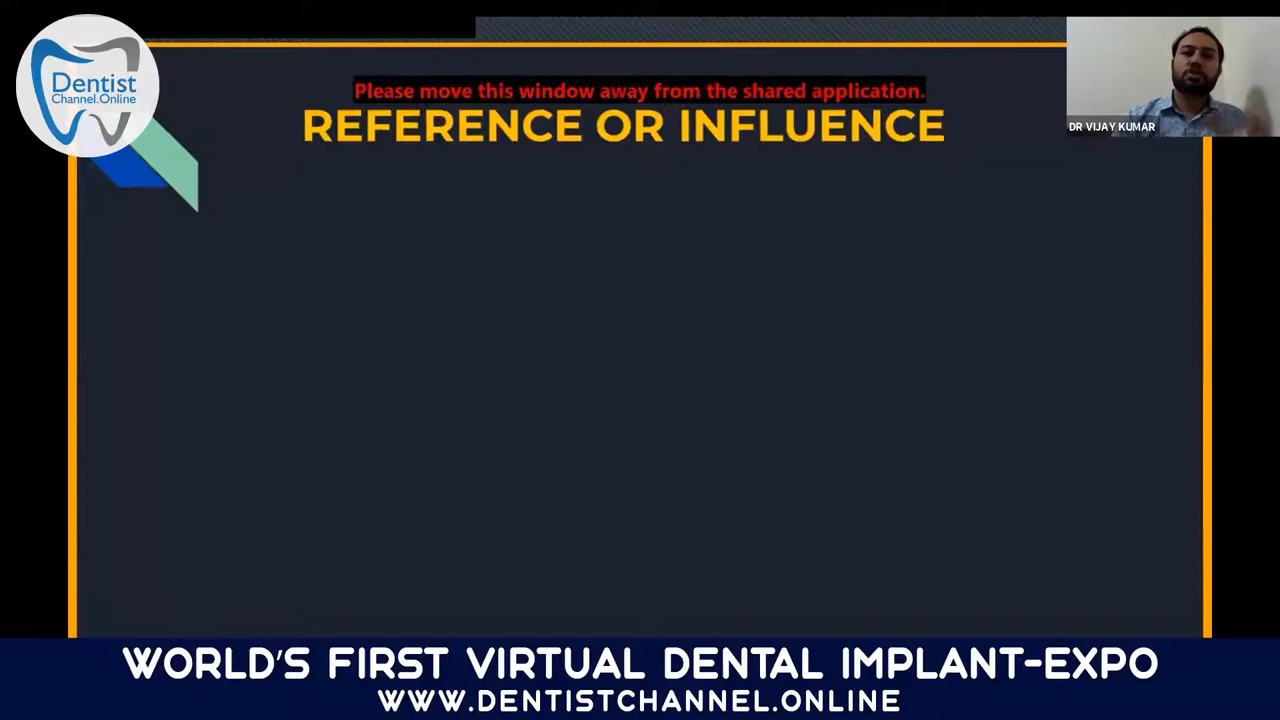 Dentist
Channel.Online
Please move this window away from the shared application.
REFERENCE OR INFLUENCE
DR VIJAY KUMAR
WORLD'S FIRST VIRTUAL DENTAL IMPLANT-EXPO
WWW.DENTISTCHANNEL.ONLINE